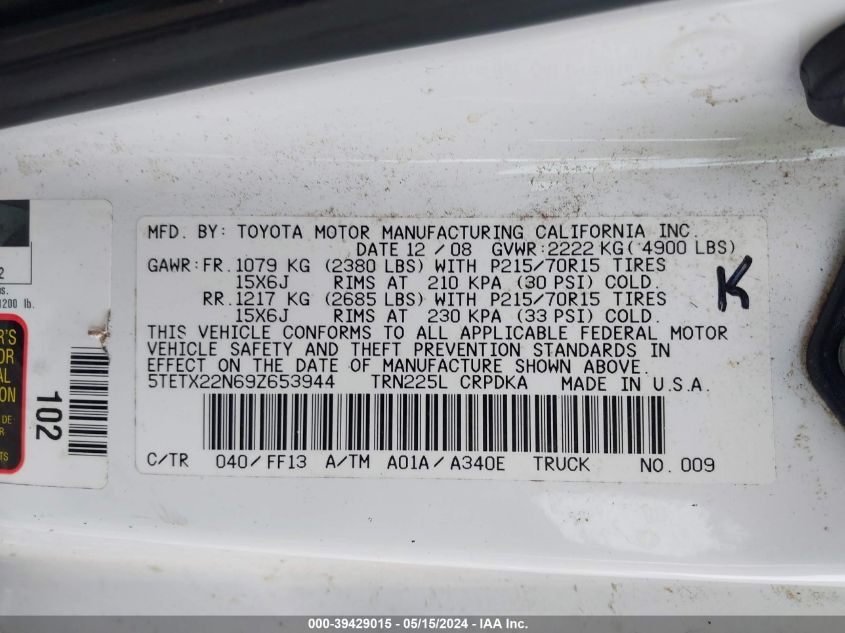 MFD. BY: TOYOTA MOTOR MANUFACTURING CALIFORNIA INC.
DATE 12 / 08 GVWR: 2222 KG( 4900 LBS)
GAWR: FR. 1079 KG (2380 LBS) WITH P215/70R15 TIRES
15X6J RIMS AT 210 KPA (30 PSI) COLD.
RR. 1217 KG (2685 LBS) WITH P215/70R15 TIRES
15X6J RIMS AT 230 KPA (33 PSI) COLD.
THIS VEHICLE CONFORMS TO ALL APPLICABLE FEDERAL MOTOR
VEHICLE SAFETY AND THEFT PREVENTION STANDARDS IN
EFFECT ON THE DATE OF MANUFACTURE SHOWN ABOVE.
5TETX22N69Z653944 TRN225L CRPDKA MADE IN U.S.A.
C/TR 040/FF13 A/TM A01A/A340E TRUCK NO. 009
K
2
1200 lb.
102
DE
000-39429015 - 05/15/2024 - IAA Inc.